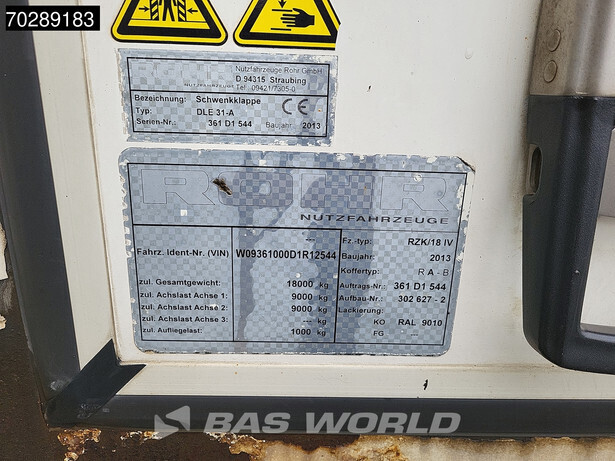 70289183
Nutzfahrzeuge Rohr GmbH
D 94315 Straubing
NUTZFAHRZEUGE Tel.: 09421/7305-0
Bezeichnung: Schwenkklappe CE
Typ: DLE 31-A
Serien-Nr.: 361 D1 544 Baujahr: 2013
ROHR
NUTZFAHRZEUGE
---
Fahrz. Ident-Nr. (VIN) W09361000D1R12544
zul. Gesamtgewicht: 18000 kg
zul. Achslast Achse 1: 9000 kg
zul. Achslast Achse 2: 9000 kg
zul. Achslast Achse 3: --- kg
zul. Aufliegelast: 1000 kg
Fz.-typ: RZK/18 IV
Baujahr: 2013
Koffertyp: R A - B
Auftrags-Nr.: 361 D1 544
Aufbau-Nr.: 302 627 - 2
Lackierung:
KO RAL 9010
FG ---
BAS WORLD